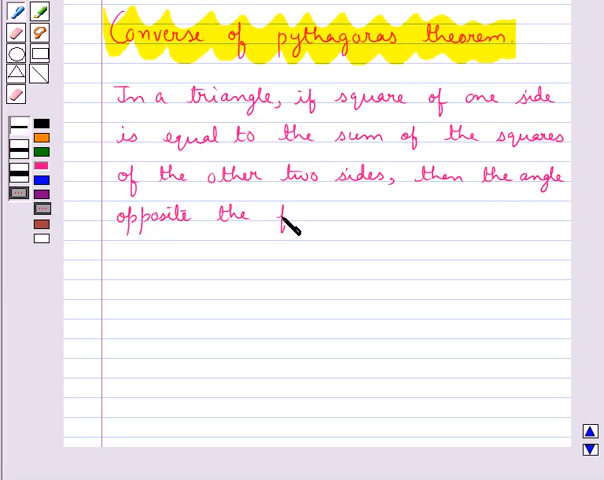 Converse of pythagoras theorem.
In a triangle, if square of one side
is equal to the sum of the squares
of the other two sides, then the angle
opposite the f